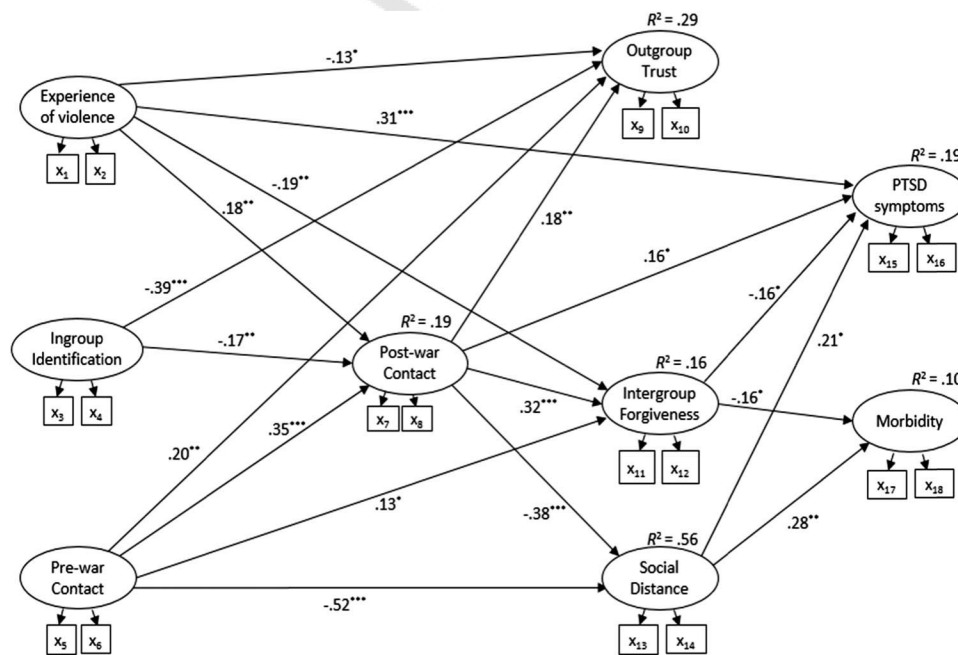 R² = .29
Outgroup
Trust
-.13*
Experience
of violence
x₉ x₁₀
.31***
x₁ x₂
R² = .19
-.19**
PTSD
symptoms
.18**
.18**
x₁₅ x₁₆
.16*
-.39***
-.16*
R² = .19
Ingroup
Identification
-.17**
Post-war
Contact
.21*
R² = .16
R² = .10
x₃ x₄
Intergroup
Forgiveness
-.16*
Morbidity
.32***
x₇ x₈
.35***
.20**
x₁₁ x₁₂
x₁₇ x₁₈
.13*
-.38***
.28**
R² = .56
Pre-war
Contact
Social
Distance
-.52***
x₅ x₆
x₁₃ x₁₄